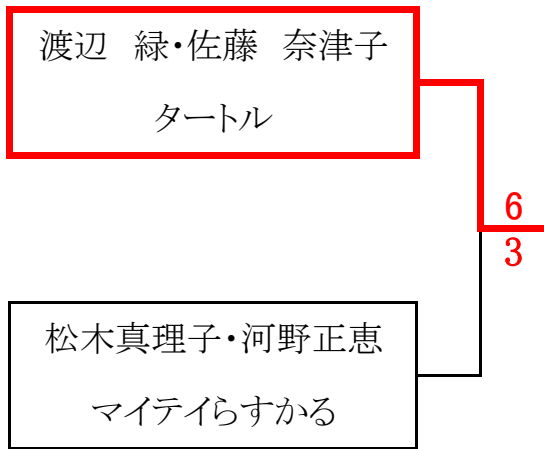 渡辺　緑・佐藤　奈津子
タートル
6
3
松木真理子・河野正恵
マイテイらすかる